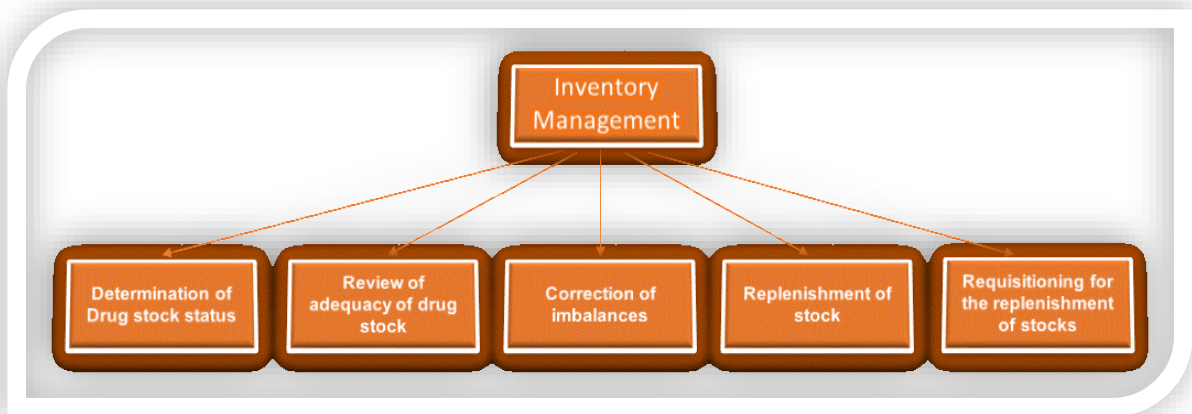 Inventory
Management
Determination of
Drug stock status
Review of
adequacy of drug
stock
Correction of
imbalances
Replenishment of
stock
Requisitioning for
the replenishment
of stocks